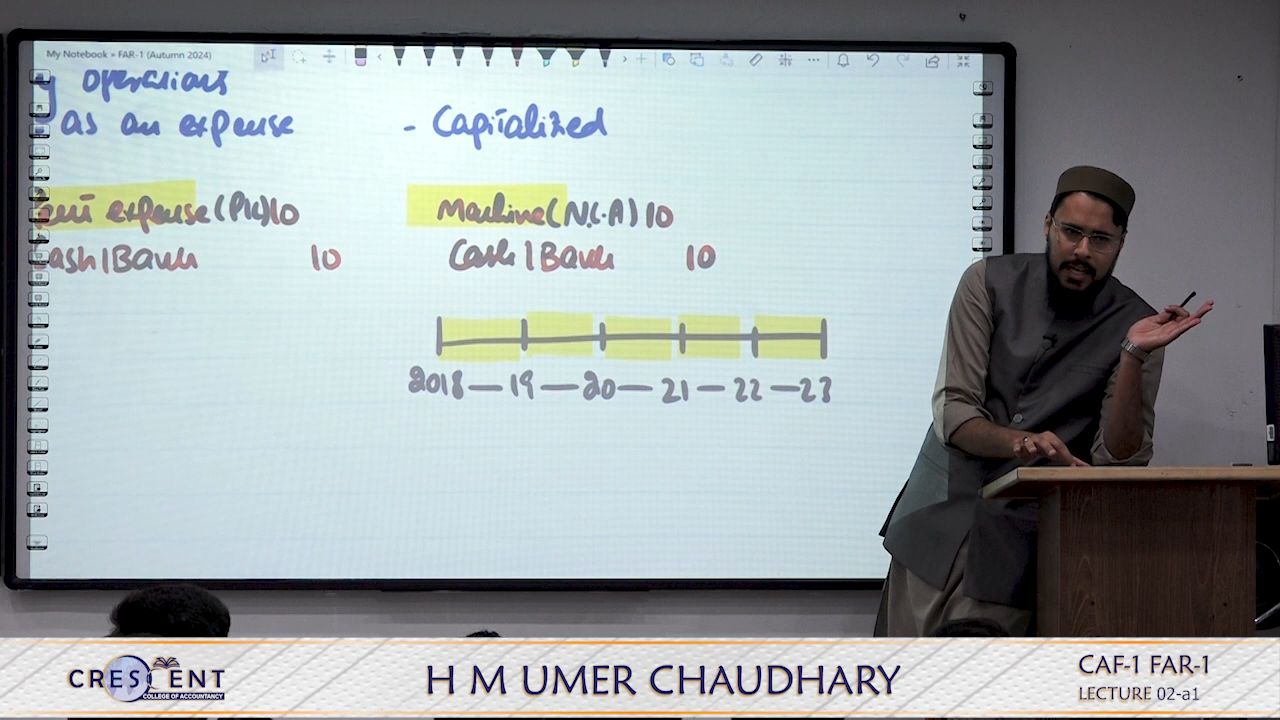 My Notebook » FAR-1 (Autumn 2024)
y operations
as an expense
- Capitalized
expense (PL) 10
Cash | Bank 10
Machine (N.C.A) 10
Cash | Bank 10
2018 — 19 — 20 — 21 — 22 — 23
CRESCENT
COLLEGE OF ACCOUNTANCY
H M UMER CHAUDHARY
CAF-1 FAR-1
LECTURE 02-a1